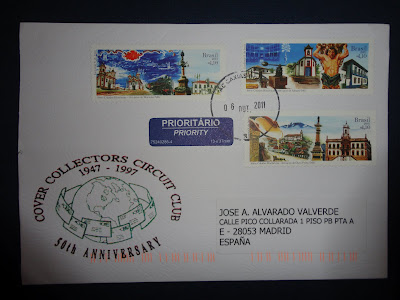 Brasil
Brasil
Brasil
06 OUT. 2011
PRIORITÁRIO
PRIORITY
COVER COLLECTORS CIRCUIT CLUB
1947 - 1997
50th ANNIVERSARY
JOSE A. ALVARADO VALVERDE
CALLE PICO COLLARADA 1 PISO PB PTA A
E - 28053 MADRID
ESPAÑA